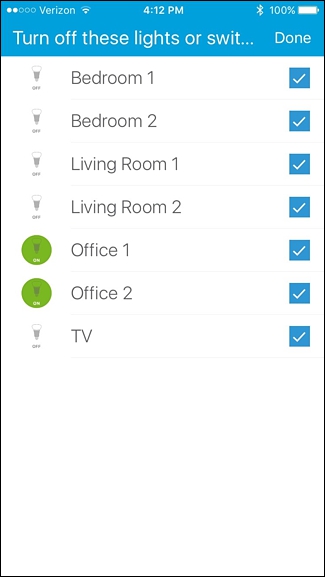 Verizon 4:12 PM 100%
Turn off these lights or swit... Done
OFF Bedroom 1
OFF Bedroom 2
OFF Living Room 1
OFF Living Room 2
ON Office 1
ON Office 2
OFF TV